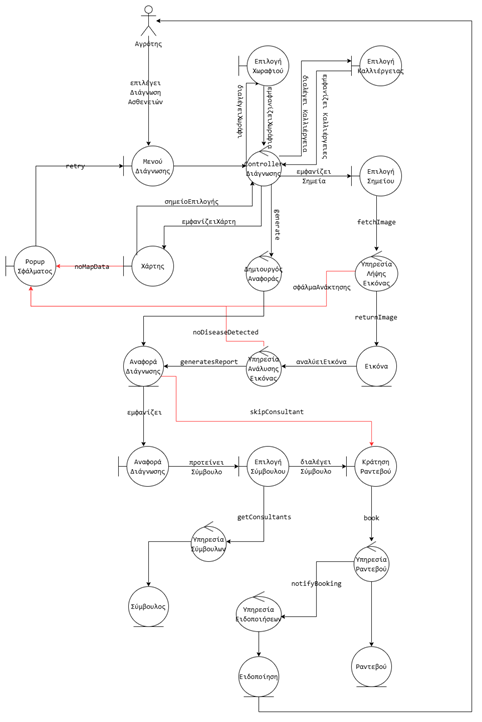 Αγρότης
επιλέγει
Διάγνωση
Ασθενειών
Επιλογή
Χωραφιού
Επιλογή
Καλλιέργειας
διαλέγειΧωράφι
εμφανίζειΧωράφια
διαλέγει Καλλιέργεια
εμφανίζει Καλλιέργειες
retry
Μενού
Διάγνωσης
Controller
Διάγνωσης
εμφανίζει
Σημεία
Επιλογή
Σημείου
σημείοΕπιλογής
εμφανίζειΧάρτη
generate
fetchImage
Popup
Σφάλματος
noMapData
Χάρτης
Δημιουργός
Αναφοράς
σφάλμαΑνάκτησης
Υπηρεσία
Λήψης
Εικόνας
returnImage
noDiseaseDetected
Αναφορά
Διάγνωσης
generatesReport
Υπηρεσία
Ανάλυσης
Εικόνας
αναλύειΕικόνα
Εικόνα
εμφανίζει
skipConsultant
Αναφορά
Διάγνωσης
προτείνει
Σύμβουλο
Επιλογή
Σύμβουλου
διαλέγει
Σύμβουλο
Κράτηση
Ραντεβού
getConsultants
book
Υπηρεσία
Σύμβουλων
Υπηρεσία
Ραντεβού
notifyBooking
Σύμβουλος
Υπηρεσία
Ειδοποιήσεων
Ειδοποίηση
Ραντεβού